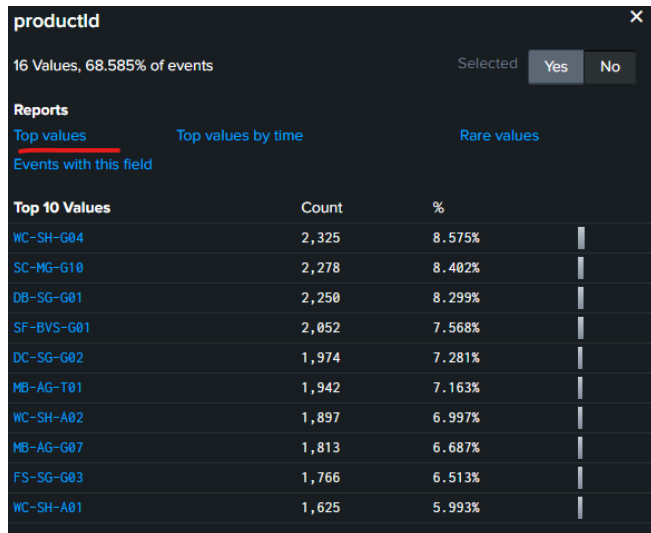 productId
16 Values, 68.585% of events Selected Yes No
Reports
Top values Top values by time Rare values
Events with this field
Top 10 Values Count %
WC-SH-G04 2,325 8.575%
SC-MG-G10 2,278 8.402%
DB-SG-G01 2,250 8.299%
SF-BVS-G01 2,052 7.568%
DC-SG-G02 1,974 7.281%
MB-AG-T01 1,942 7.163%
WC-SH-A02 1,897 6.997%
MB-AG-G07 1,813 6.687%
FS-SG-G03 1,766 6.513%
WC-SH-A01 1,625 5.993%